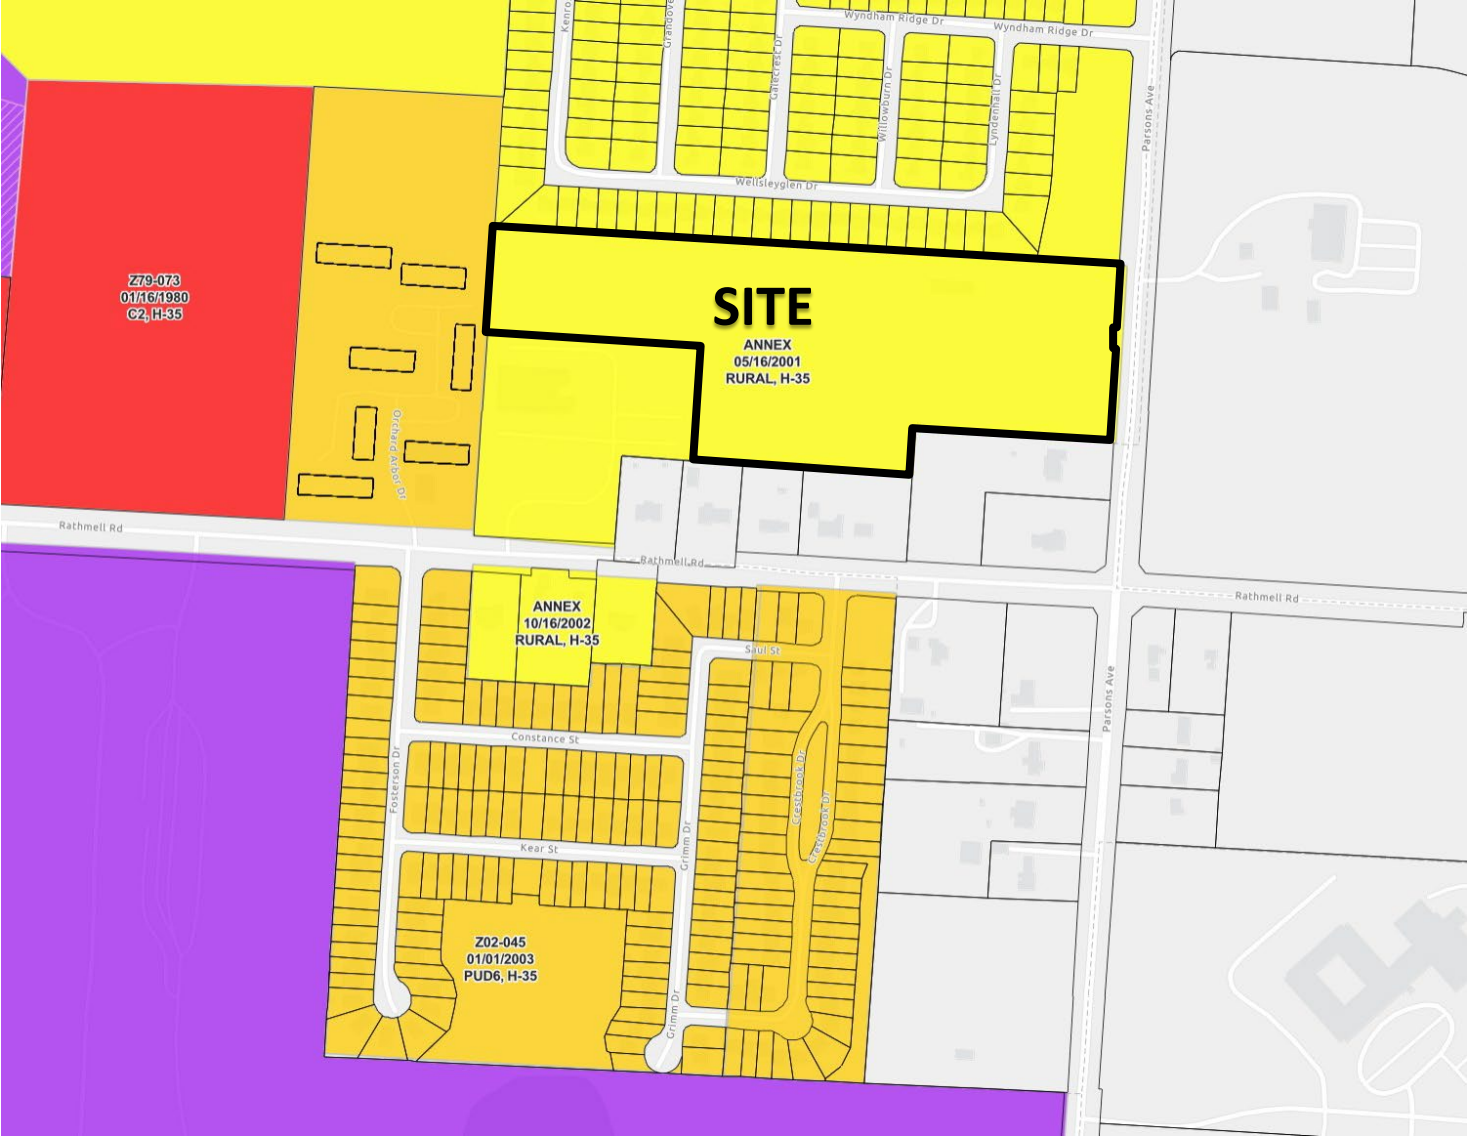 Kenro
Grandove
Galecrest Dr
Wyndham Ridge Dr
Wyndham Ridge Dr
Willowburn Dr
Lyndenhall Dr
Parsons Ave
Wellsleyglen Dr
Z79-073
01/16/1980
C2, H-35
SITE
ANNEX
05/16/2001
RURAL, H-35
Orchard Arbor Dr
Rathmell Rd
Rathmell Rd
Rathmell Rd
ANNEX
10/16/2002
RURAL, H-35
Saul St
Parsons Ave
Constance St
Fosterson Dr
Crestbrook Dr
Crestbrook Dr
Grimm Dr
Kear St
Z02-045
01/01/2003
PUD6, H-35
Grimm Dr